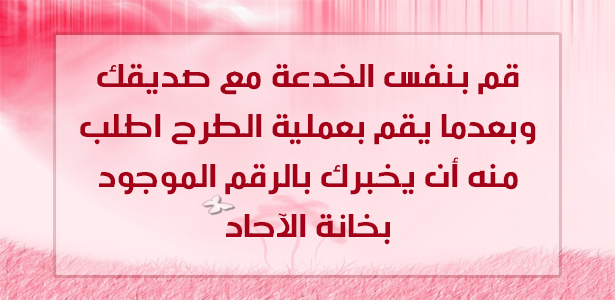 قم بنفس الخدعة مع صديقك
وبعدما يقم بعملية الطرح اطلب
منه أن يخبرك بالرقم الموجود
بخانة الآحاد